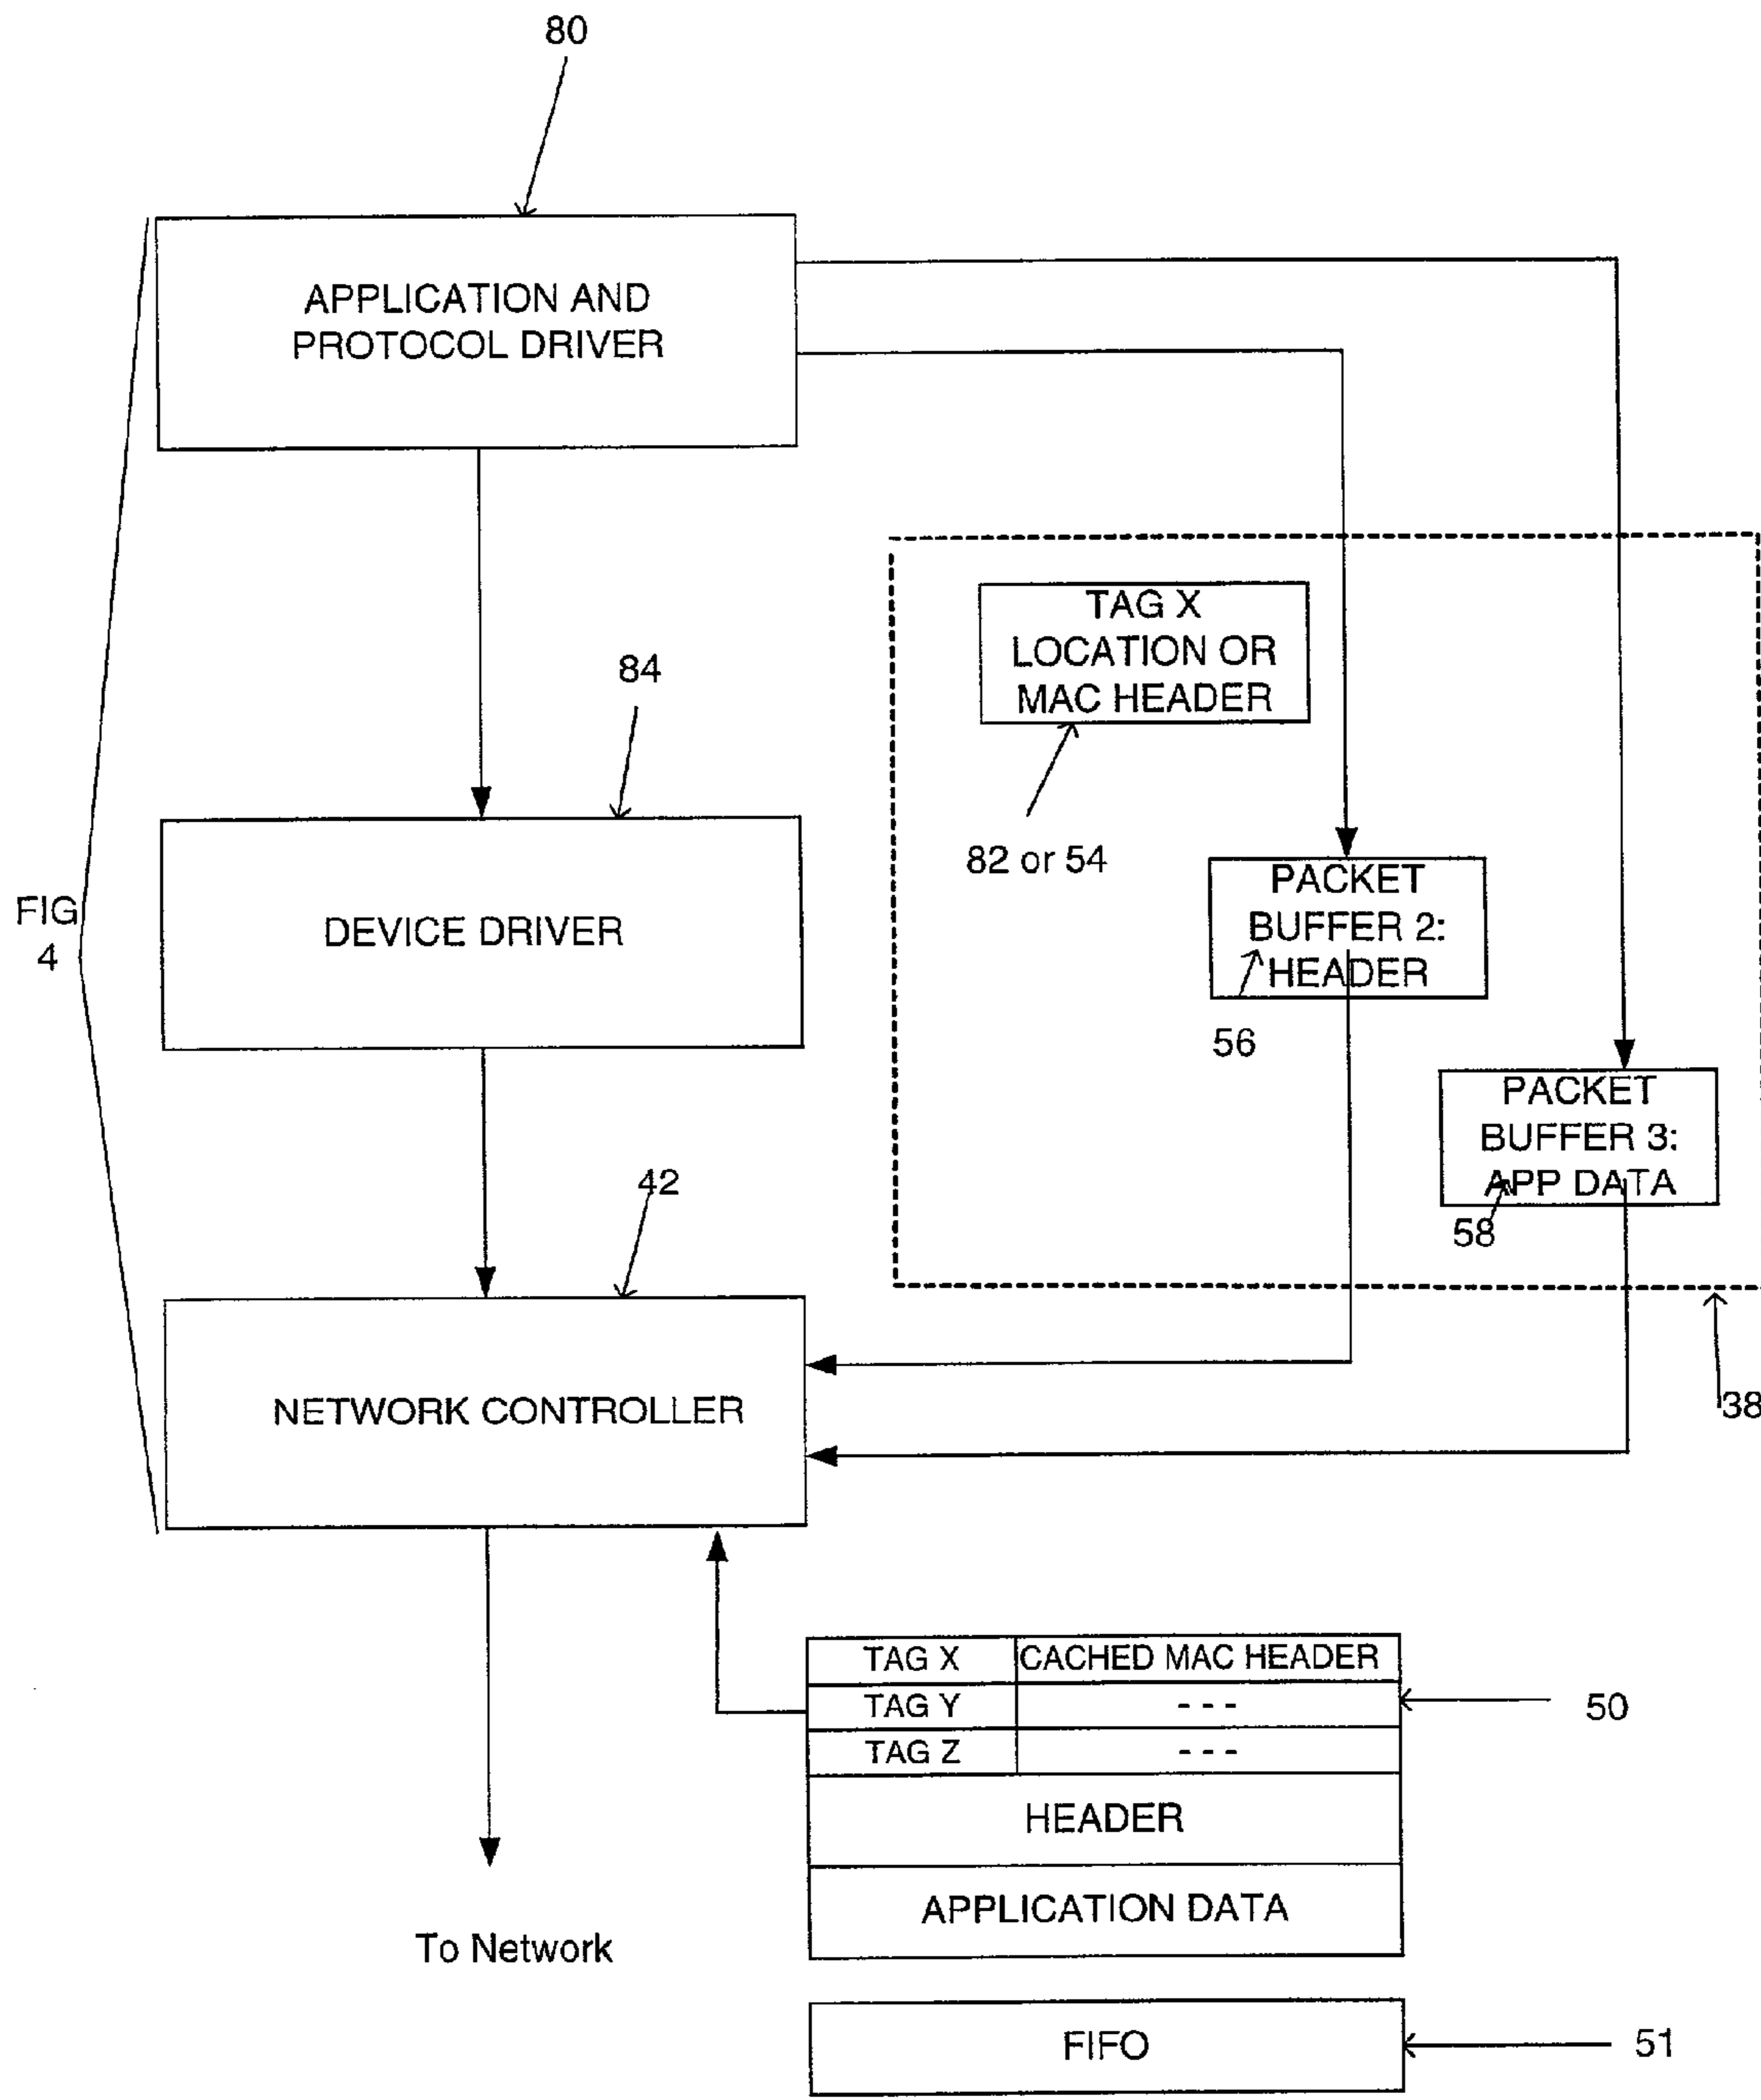 80
APPLICATION AND
PROTOCOL DRIVER
TAG X
LOCATION OR
MAC HEADER
84
82 or 54
PACKET
BUFFER 2:
HEADER
FIG
4
DEVICE DRIVER
56
PACKET
BUFFER 3:
APP DATA
42
58
NETWORK CONTROLLER
38
TAG X
CACHED MAC HEADER
TAG Y
- - -
50
TAG Z
- - -
HEADER
APPLICATION DATA
To Network
FIFO
51